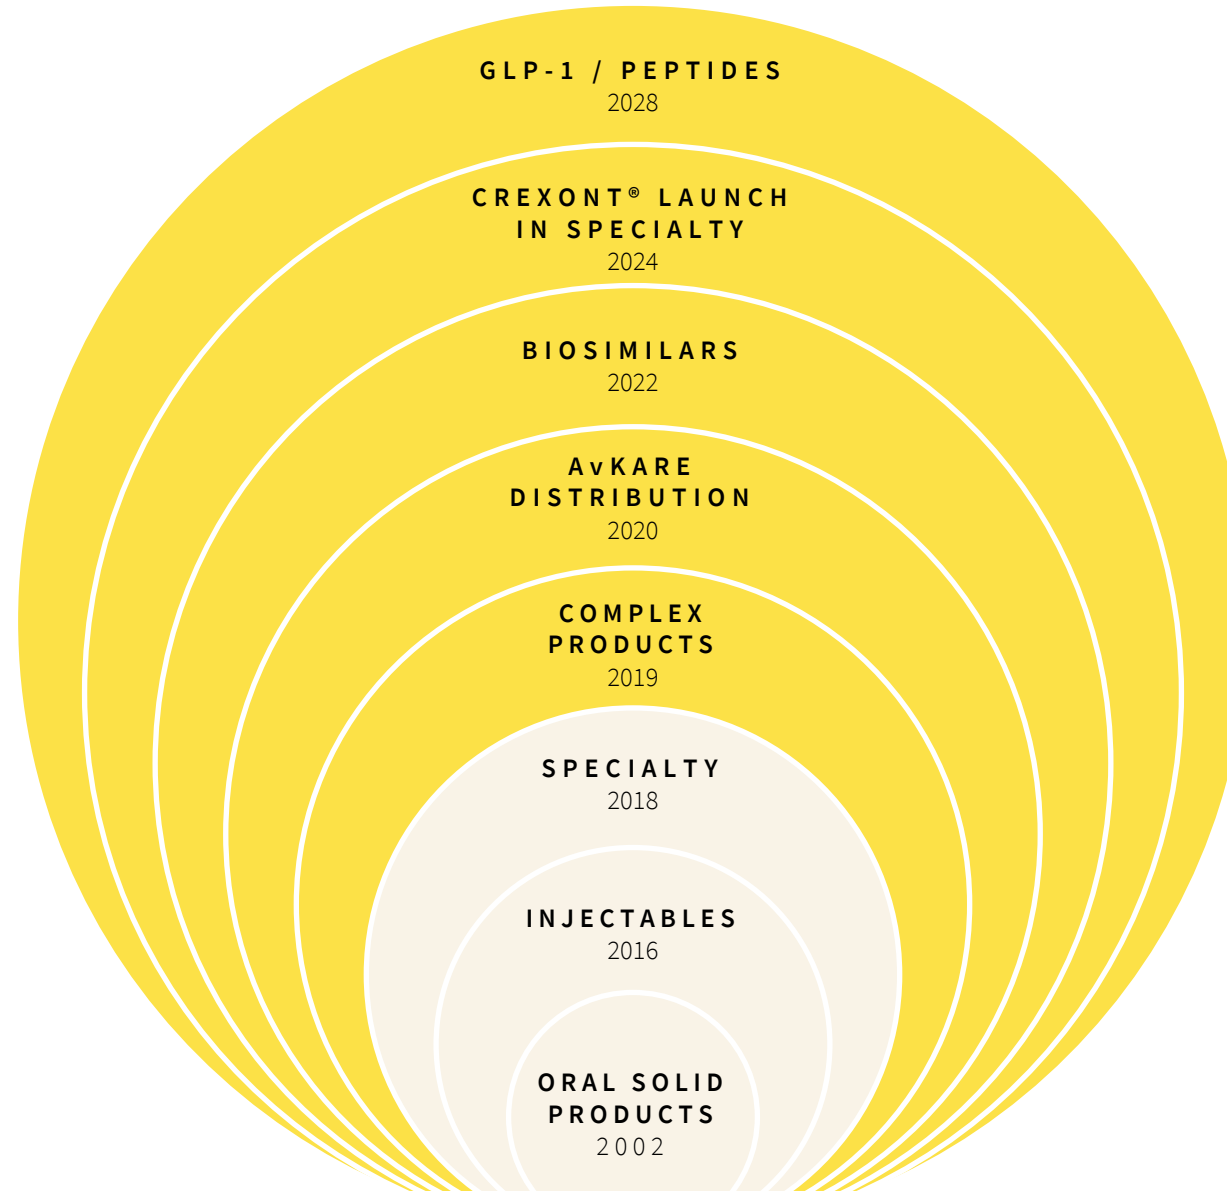 GLP-1 / PEPTIDES
2028
CREXONT® LAUNCH
IN SPECIALTY
2024
BIOSIMILARS
2022
AvKARE
DISTRIBUTION
2020
COMPLEX
PRODUCTS
2019
SPECIALTY
2018
INJECTABLES
2016
ORAL SOLID
PRODUCTS
2002